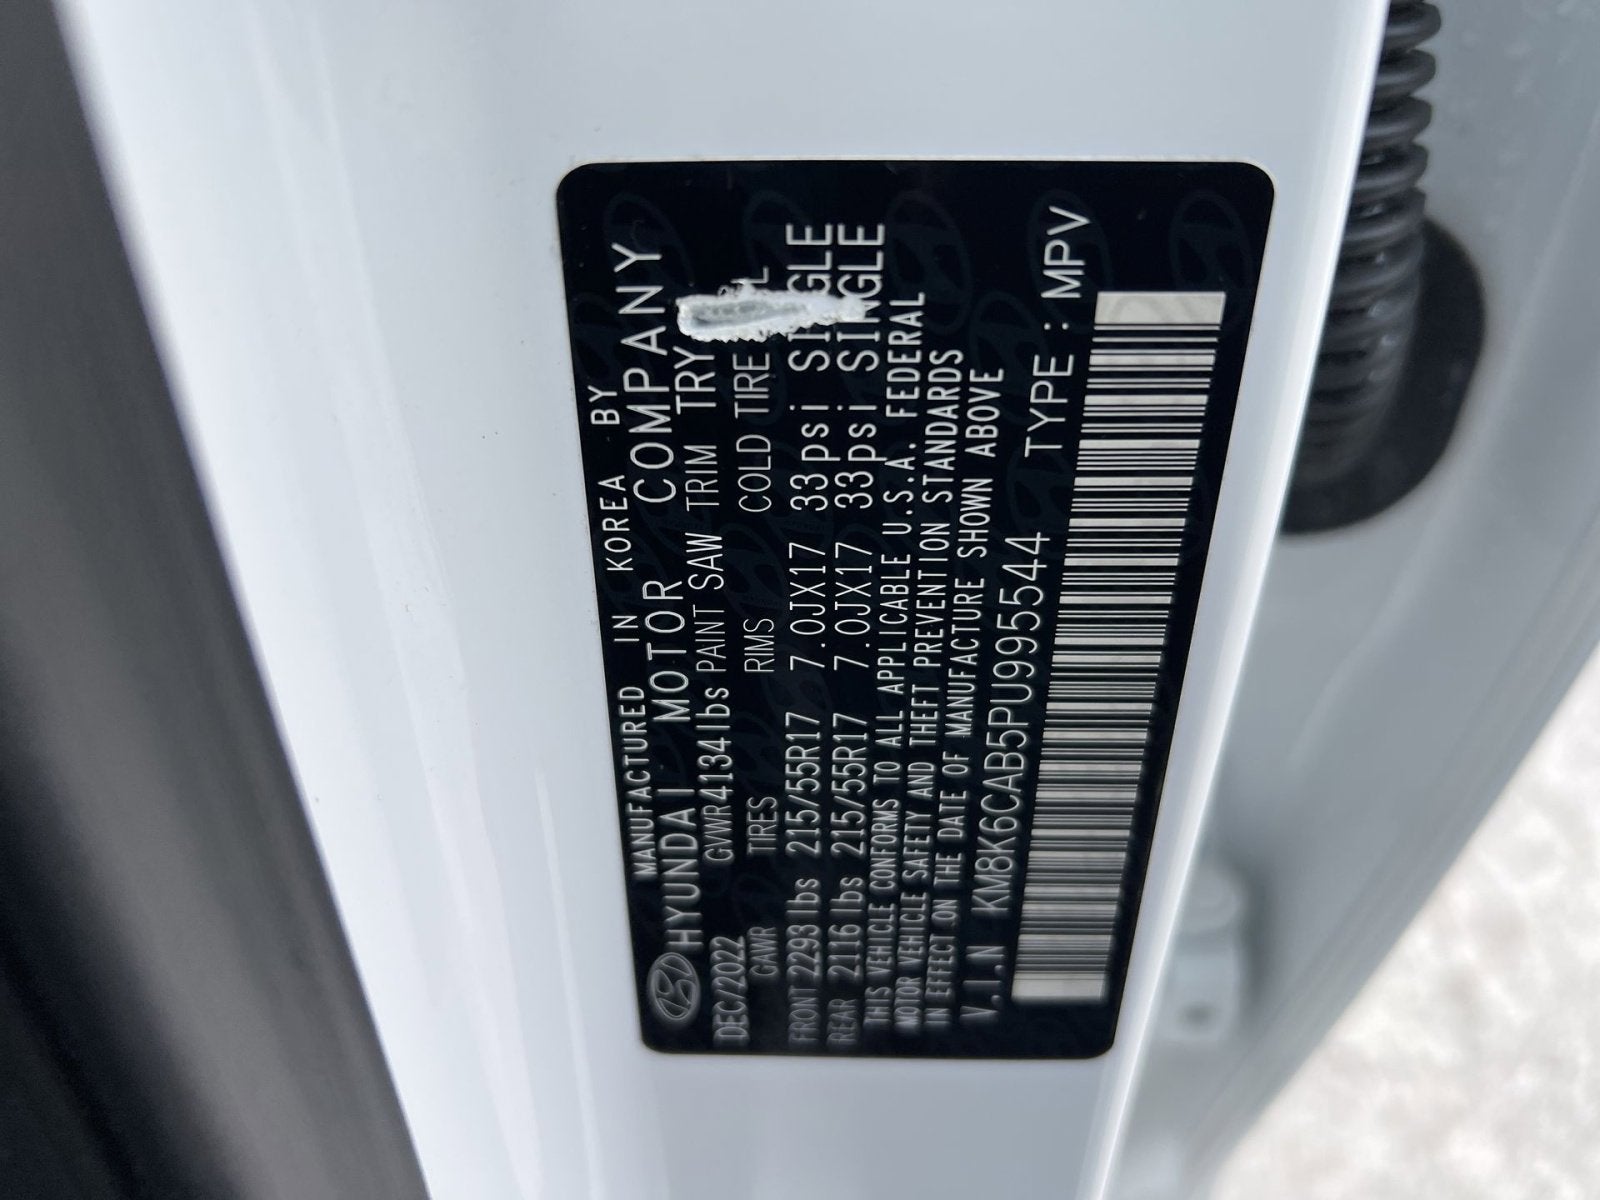 MANUFACTURED IN KOREA BY
HYUNDAI MOTOR COMPANY
DEC/2022 GVWR 4134lbs PAINT SAW TRIM TRY
GAWR TIRES RIMS COLD TIRE
FRONT 2293lbs 215/55R17 7.0JX17 33psi SINGLE
REAR 2116lbs 215/55R17 7.0JX17 33psi SINGLE
THIS VEHICLE CONFORMS TO ALL APPLICABLE U.S.A. FEDERAL
MOTOR VEHICLE SAFETY AND THEFT PREVENTION STANDARDS
IN EFFECT ON THE DATE OF MANUFACTURE SHOWN ABOVE
V.I.N KM8K6CAB5PU995544 TYPE : MPV